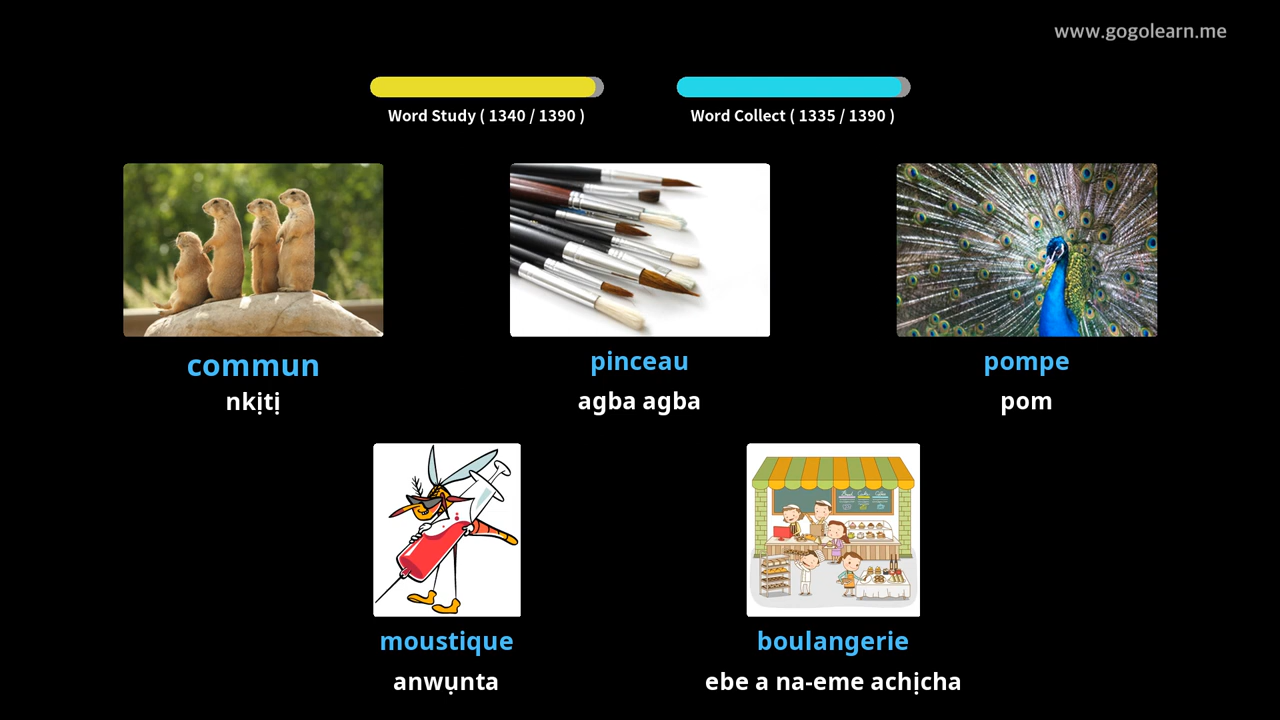 www.gogolearn.me
Word Study ( 1340 / 1390 )
Word Collect ( 1335 / 1390 )
commun
nkịtị
pinceau
agba agba
pompe
pom
moustique
anwụnta
boulangerie
ebe a na-eme achịcha